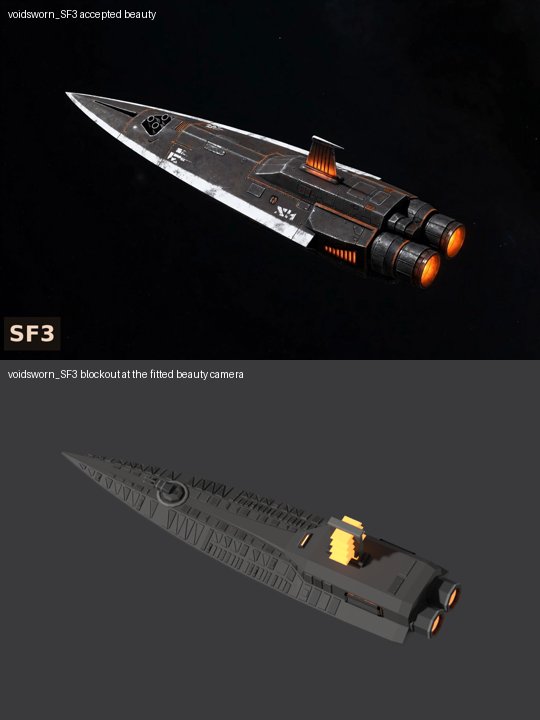 voidsworn_SF3 accepted beauty
SF3
voidsworn_SF3 blockout at the fitted beauty camera